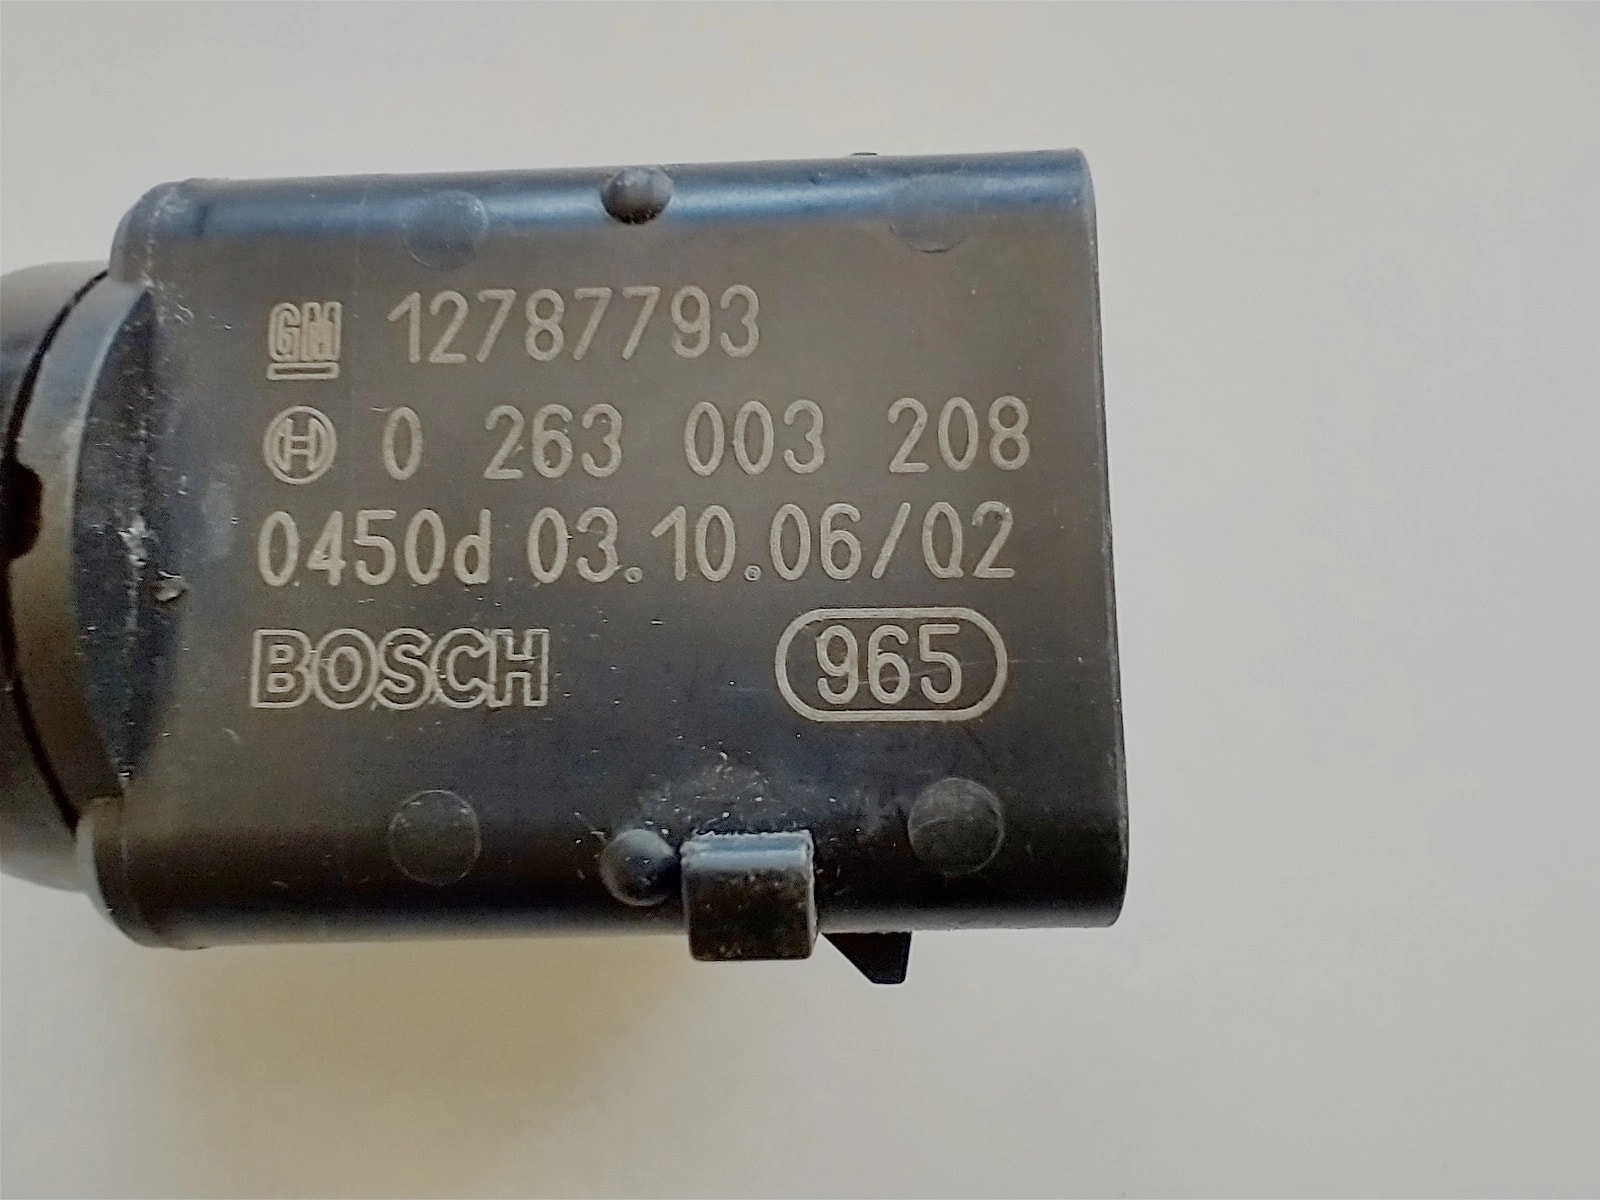 GM 12787793
H 0 263 003 208
0450d 03.10.06/Q2
BOSCH 965